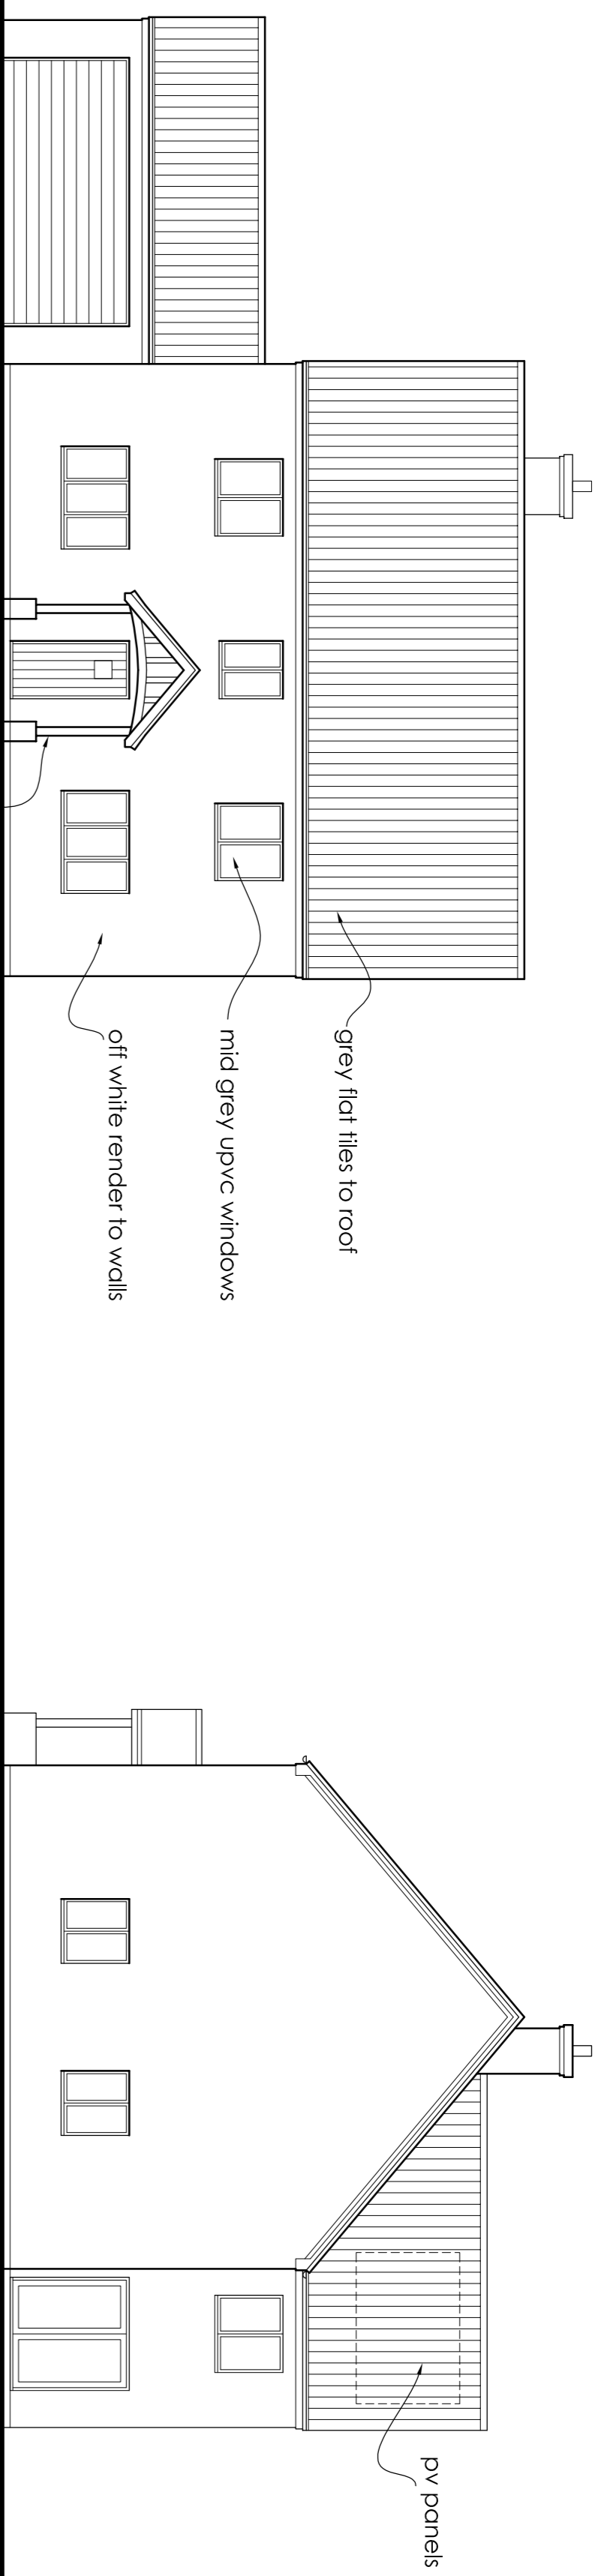 grey flat tiles to roof
mid grey upvc windows
off white render to walls
pv panels